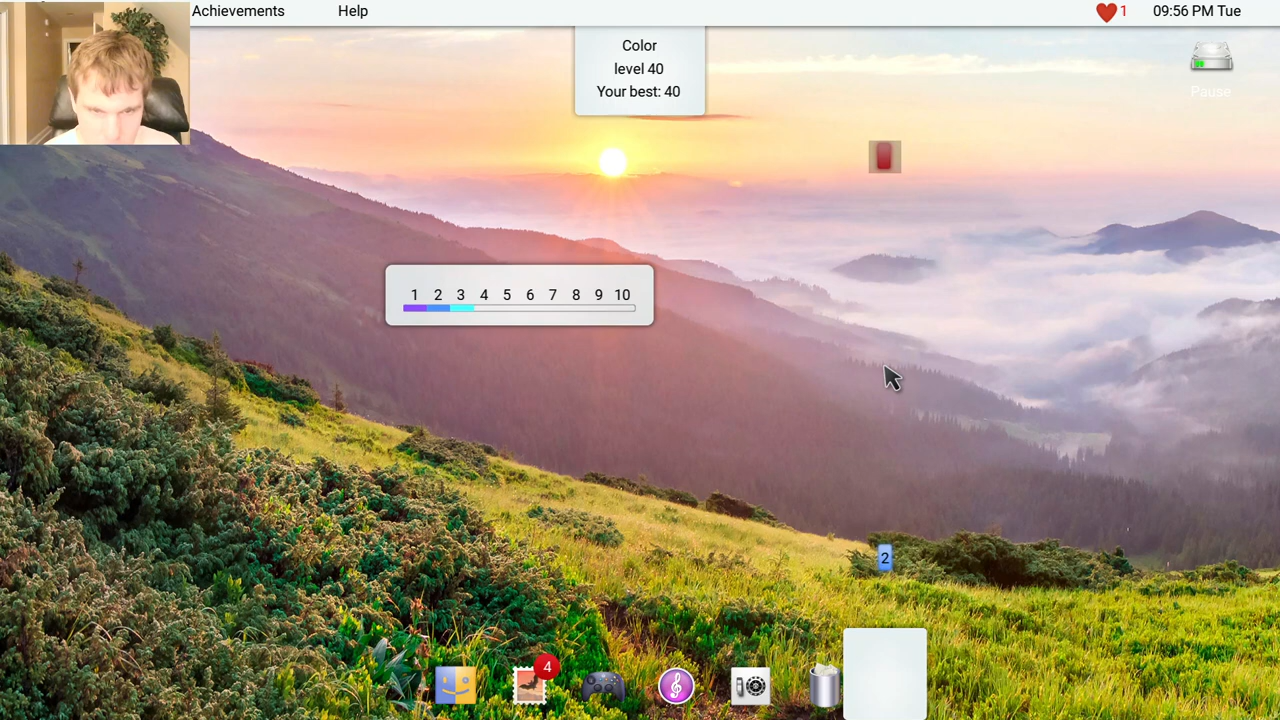 Achievements Help 1 09:56 PM Tue
Color
level 40
Your best: 40
Pause
1 2 3 4 5 6 7 8 9 10
2
4